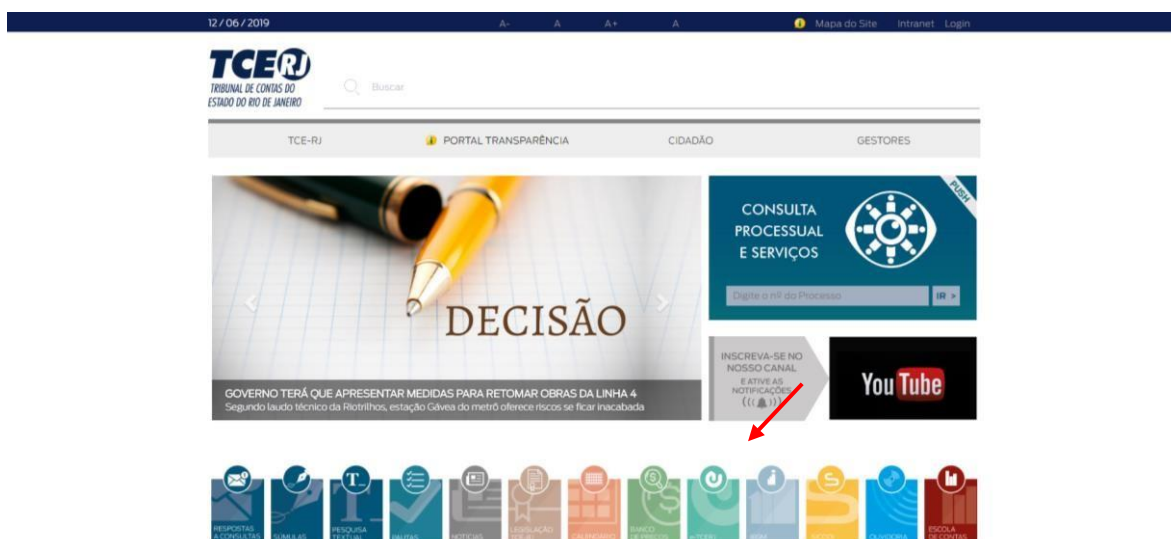 12 / 06 / 2019
A- A A+ A
Mapa do Site Intranet Login
TCE RJ
TRIBUNAL DE CONTAS DO
ESTADO DO RIO DE JANEIRO
Buscar
TCE-RJ PORTAL TRANSPARÊNCIA CIDADÃO GESTORES
DECISÃO
GOVERNO TERÁ QUE APRESENTAR MEDIDAS PARA RETOMAR OBRAS DA LINHA 4
Segundo laudo técnico da Riotrilhos, estação Gávea do metrô oferece riscos se ficar inacabada
PUSH
CONSULTA
PROCESSUAL
E SERVIÇOS
Digite o nº do Processo IR >
INSCREVA-SE NO
NOSSO CANAL
E ATIVE AS
NOTIFICAÇÕES
YouTube
RESPOSTAS
A CONSULTAS
SÚMULAS
PESQUISA
TEXTUAL
PAUTAS
NOTÍCIAS
LEGISLAÇÃO
TCE-RJ
CALENDÁRIO
BANCO
DE PREÇOS
OUVIDORIA
ESCOLA
DE CONTAS